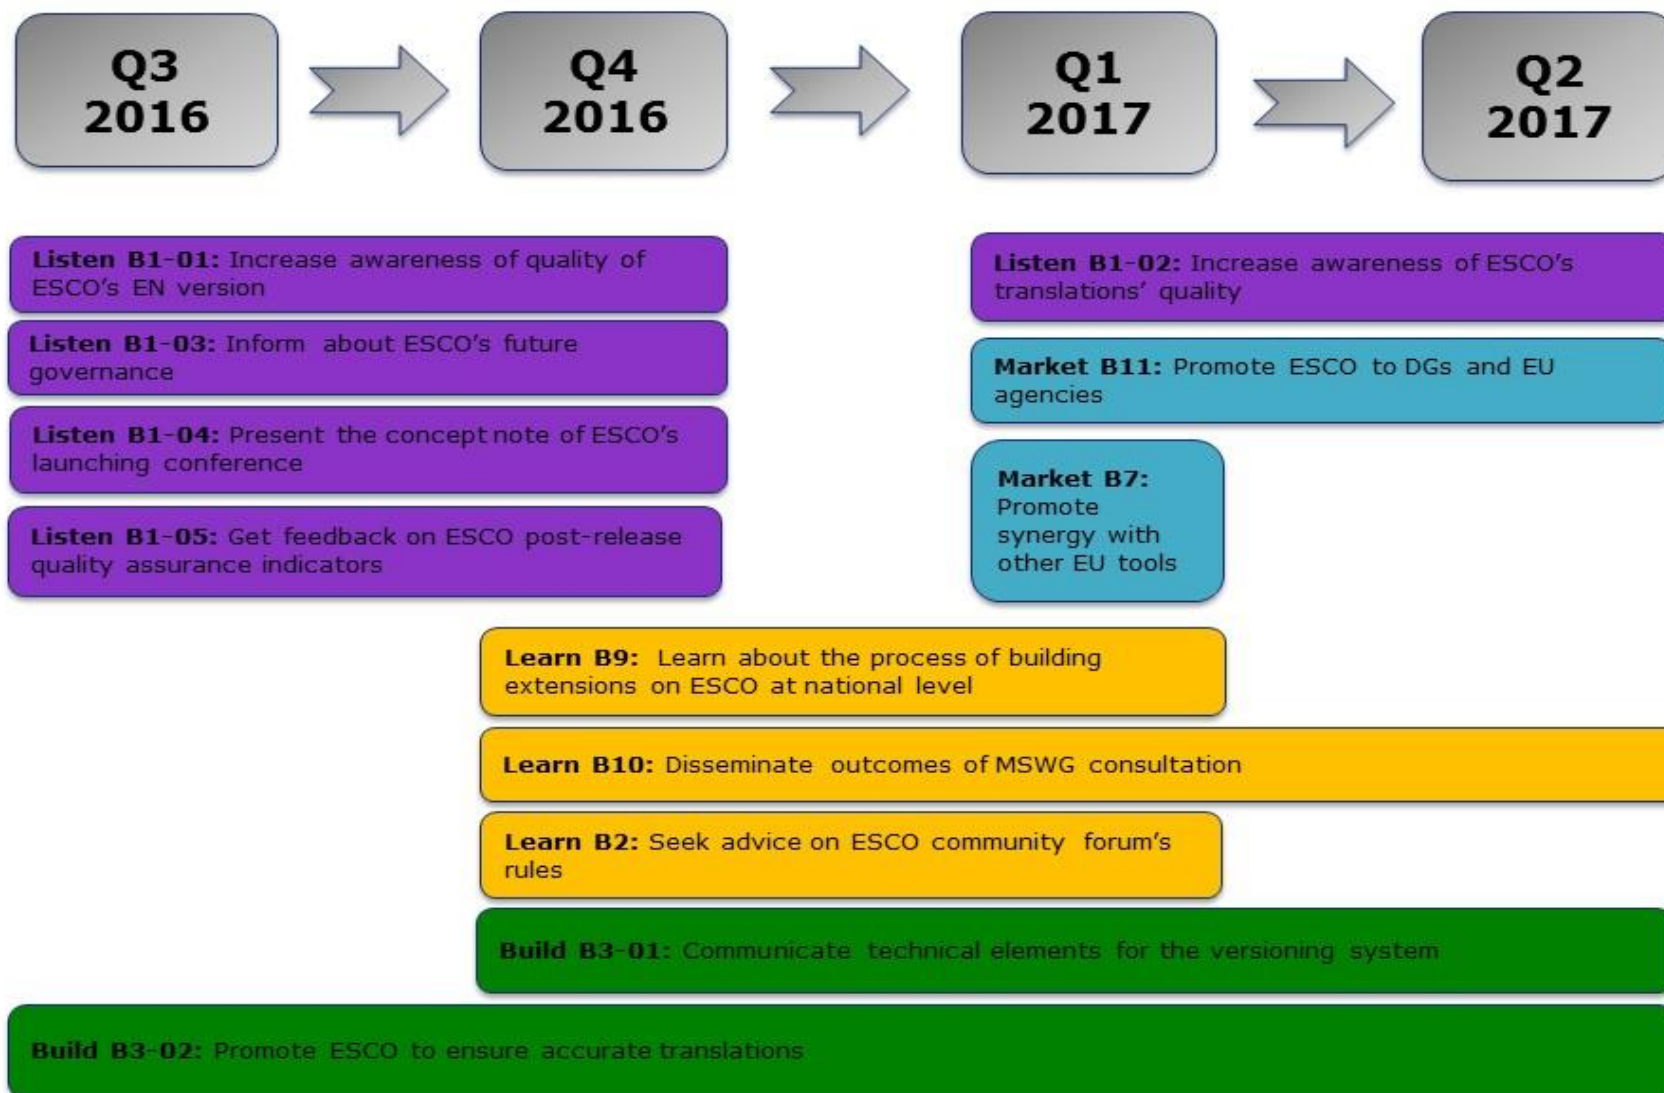 Q3
2016
Q4
2016
Q1
2017
Q2
2017
Listen B1-01: Increase awareness of quality of
ESCO’s EN version
Listen B1-03: Inform about ESCO’s future
governance
Listen B1-04: Present the concept note of ESCO’s
launching conference
Listen B1-05: Get feedback on ESCO post-release
quality assurance indicators
Listen B1-02: Increase awareness of ESCO’s
translations’ quality
Market B11: Promote ESCO to DGs and EU
agencies
Market B7:
Promote
synergy with
other EU tools
Learn B9: Learn about the process of building
extensions on ESCO at national level
Learn B10: Disseminate outcomes of MSWG consultation
Learn B2: Seek advice on ESCO community forum’s
rules
Build B3-01: Communicate technical elements for the versioning system
Build B3-02: Promote ESCO to ensure accurate translations